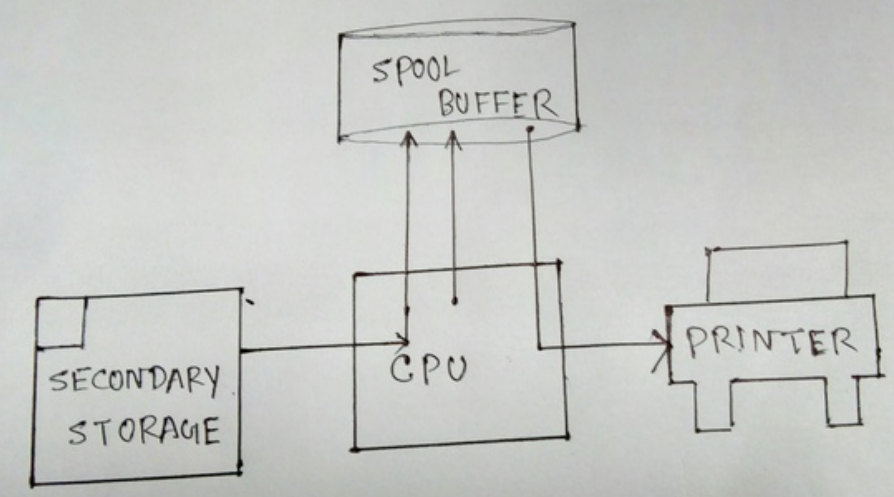 SPOOL
BUFFER
SECONDARY
STORAGE
CPU
PRINTER